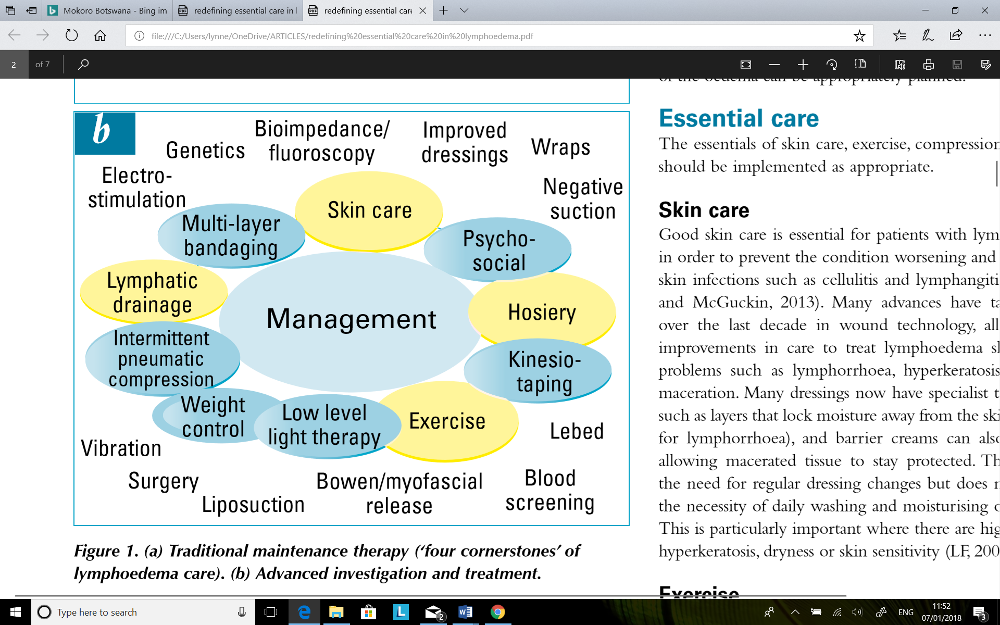 Mokoro Botswana - Bing im
redefining essential care in
redefining essential care
file:///C:/Users/lynne/OneDrive/ARTICLES/redefining%20essential%20care%20in%20lymphoedema.pdf
2 of 7
b
Genetics
Bioimpedance/
fluoroscopy
Improved
dressings
Wraps
Electro-
stimulation
Negative
suction
Skin care
Multi-layer
bandaging
Psycho-
social
Lymphatic
drainage
Management
Hosiery
Intermittent
pneumatic
compression
Kinesio-
taping
Weight
control
Low level
light therapy
Exercise
Lebed
Vibration
Surgery
Liposuction
Bowen/myofascial
release
Blood
screening
Figure 1. (a) Traditional maintenance therapy (‘four cornerstones’ of
lymphoedema care). (b) Advanced investigation and treatment.
of the oedema can be appropriately planned.
Essential care
The essentials of skin care, exercise, compression
should be implemented as appropriate.
Skin care
Good skin care is essential for patients with lym
in order to prevent the condition worsening and
skin infections such as cellulitis and lymphangiti
and McGuckin, 2013). Many advances have ta
over the last decade in wound technology, all
improvements in care to treat lymphoedema sk
problems such as lymphorrhoea, hyperkeratosis
maceration. Many dressings now have specialist t
such as layers that lock moisture away from the ski
for lymphorrhoea), and barrier creams can also
allowing macerated tissue to stay protected. Th
the need for regular dressing changes but does n
the necessity of daily washing and moisturising o
This is particularly important where there are hig
hyperkeratosis, dryness or skin sensitivity (LF, 200
Exercise
Type here to search
2
ENG
11:52
07/01/2018
3